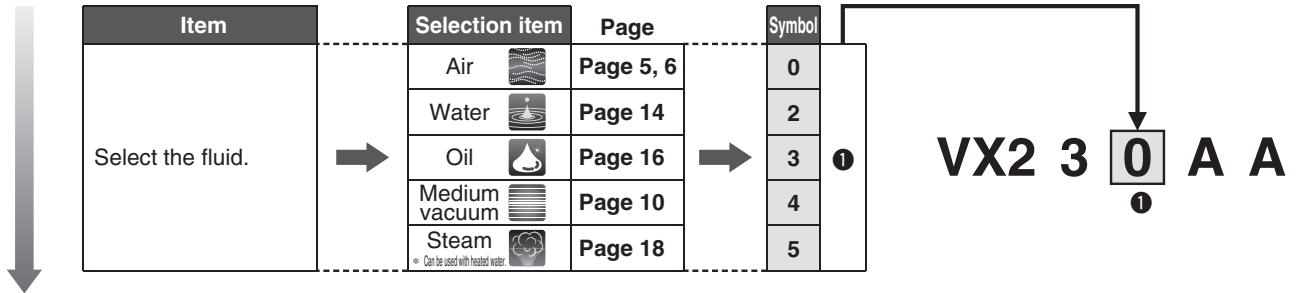 Item
Selection item
Page
Symbol
Select the fluid.
Air
Page 5, 6
0
Water
Page 14
2
Oil
Page 16
3
❶
Medium
vacuum
Page 10
4
Steam
∗ Can be used with heated water.
Page 18
5
VX2 3 0 A A
❶